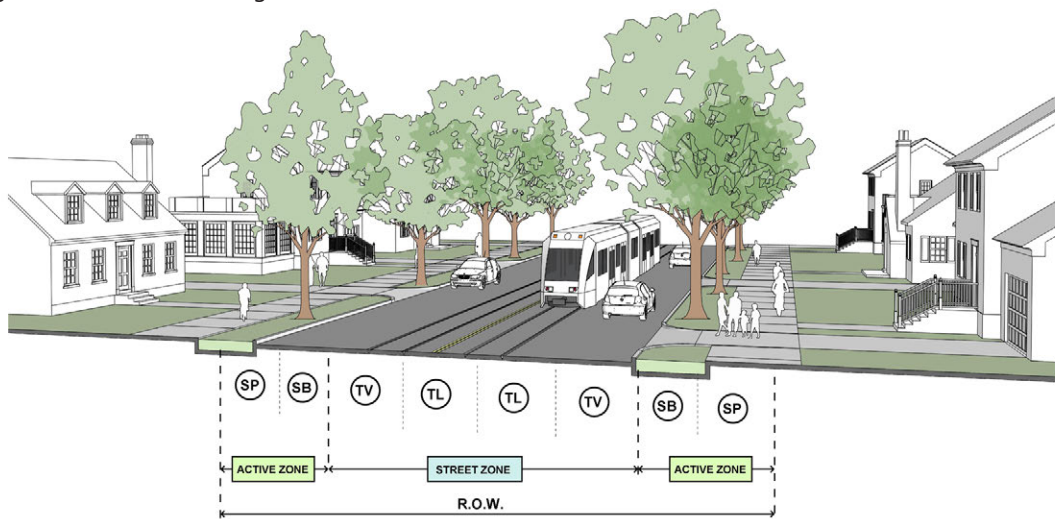 SP SB TV TL TL TV SB SP
ACTIVE ZONE STREET ZONE ACTIVE ZONE
R.O.W.